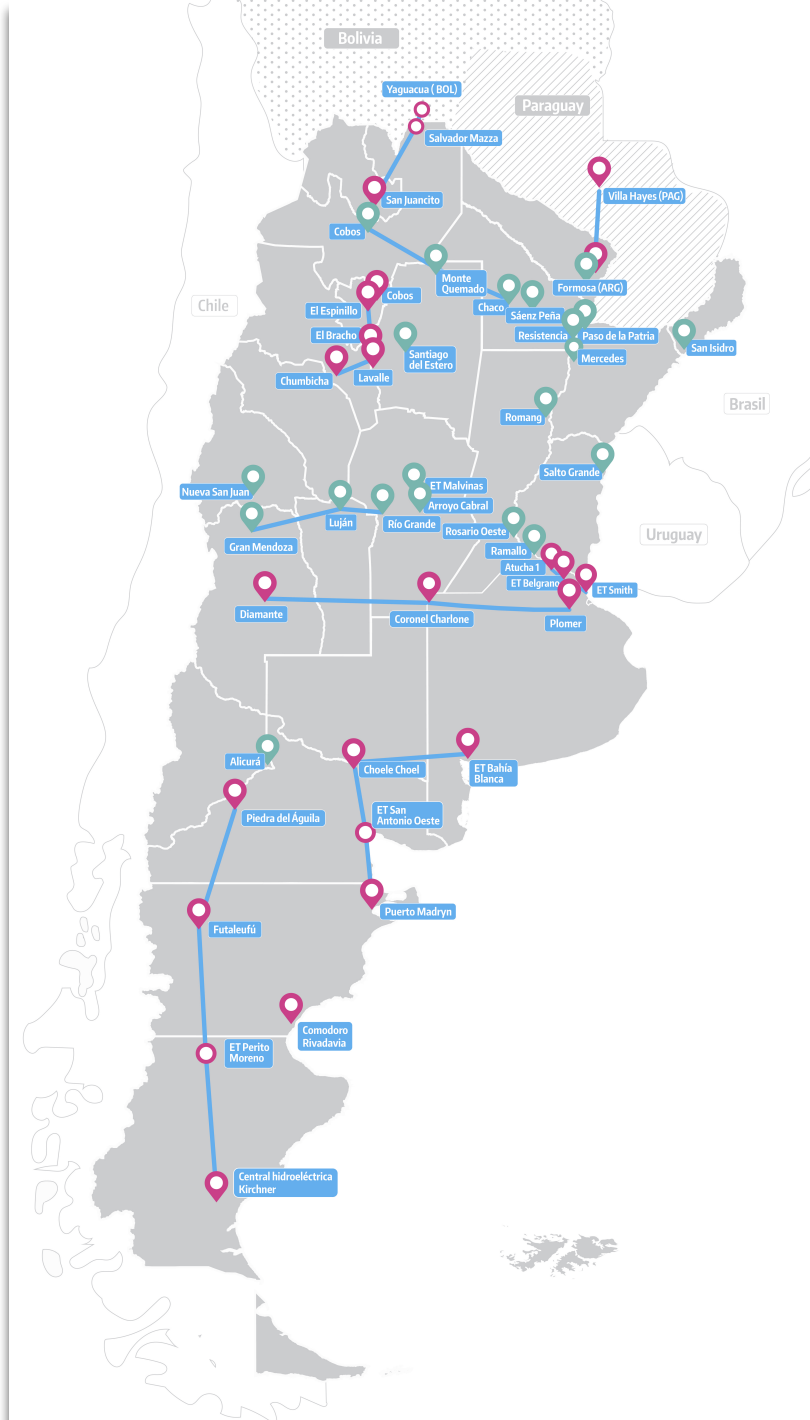 Bolivia
Yaguacua ( BOL)
Paraguay
Salvador Mazza
Villa Hayes (PAG)
San Juancito
Cobos
Monte
Quemado
Formosa (ARG)
Cobos
Chile
Chaco
El Espinillo
Sáenz Peña
El Bracho
Resistencia
Paso de la Patria
San Isidro
Santiago
del Estero
Mercedes
Lavalle
Chumbicha
Brasil
Romang
Salto Grande
ET Malvinas
Nueva San Juan
Arroyo Cabral
Luján
Río Grande
Rosario Oeste
Uruguay
Gran Mendoza
Ramallo
Atucha 1
ET Belgrano
ET Smith
Diamante
Coronel Charlone
Plomer
Alicurá
Choele Choel
ET Bahía
Blanca
Piedra del Águila
ET San
Antonio Oeste
Puerto Madryn
Futaleufú
Comodoro
Rivadavia
ET Perito
Moreno
Central hidroeléctrica
Kirchner